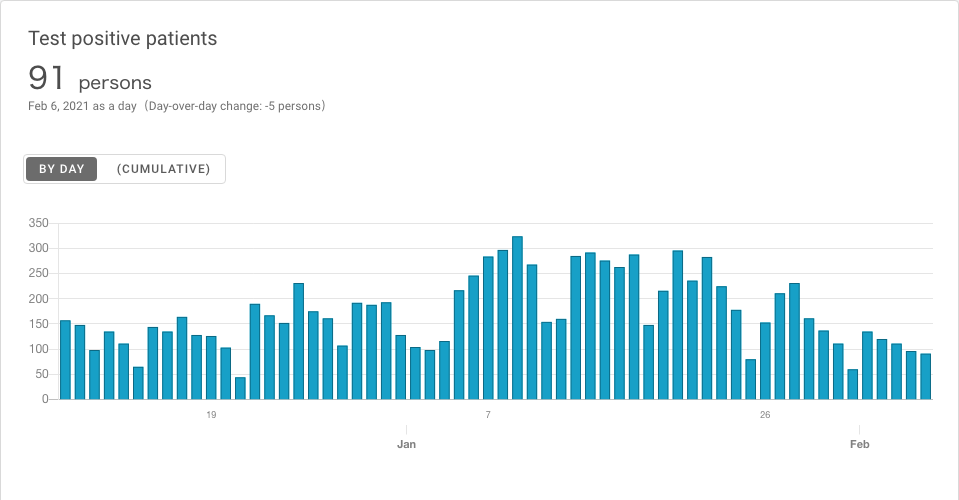 Test positive patients
91 persons
Feb 6, 2021 as a day（Day-over-day change: -5 persons）
BY DAY (CUMULATIVE)
350
300
250
200
150
100
50
0
19 7 26
Jan Feb